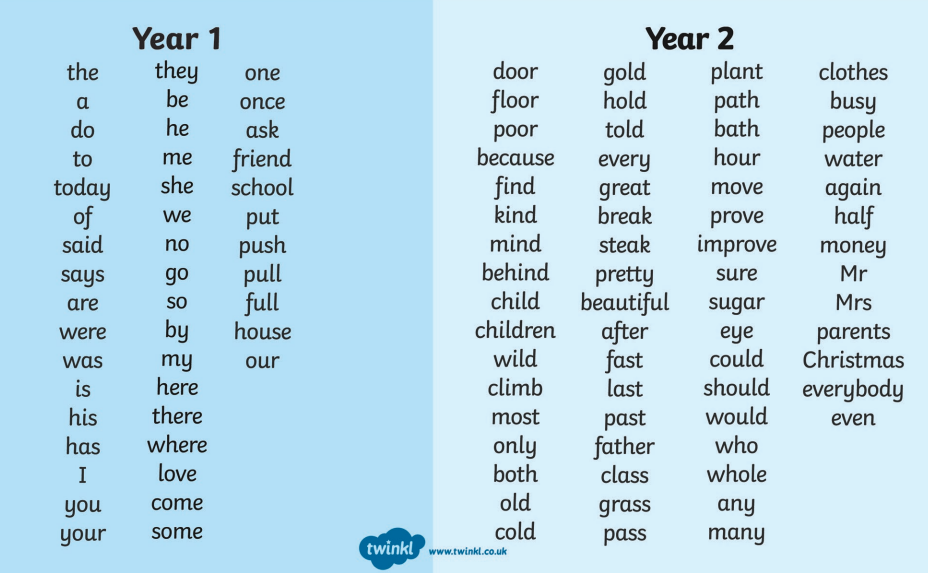 Year 1
the they one
a be once
do he ask
to me friend
today she school
of we put
said no push
says go pull
are so full
were by house
was my our
is here
his there
has where
I love
you come
your some
Year 2
door gold plant clothes
floor hold path busy
poor told bath people
because every hour water
find great move again
kind break prove half
mind steak improve money
behind pretty sure Mr
child beautiful sugar Mrs
children after eye parents
wild fast could Christmas
climb last should everybody
most past would even
only father who
both class whole
old grass any
cold pass many
twinkl www.twinkl.co.uk